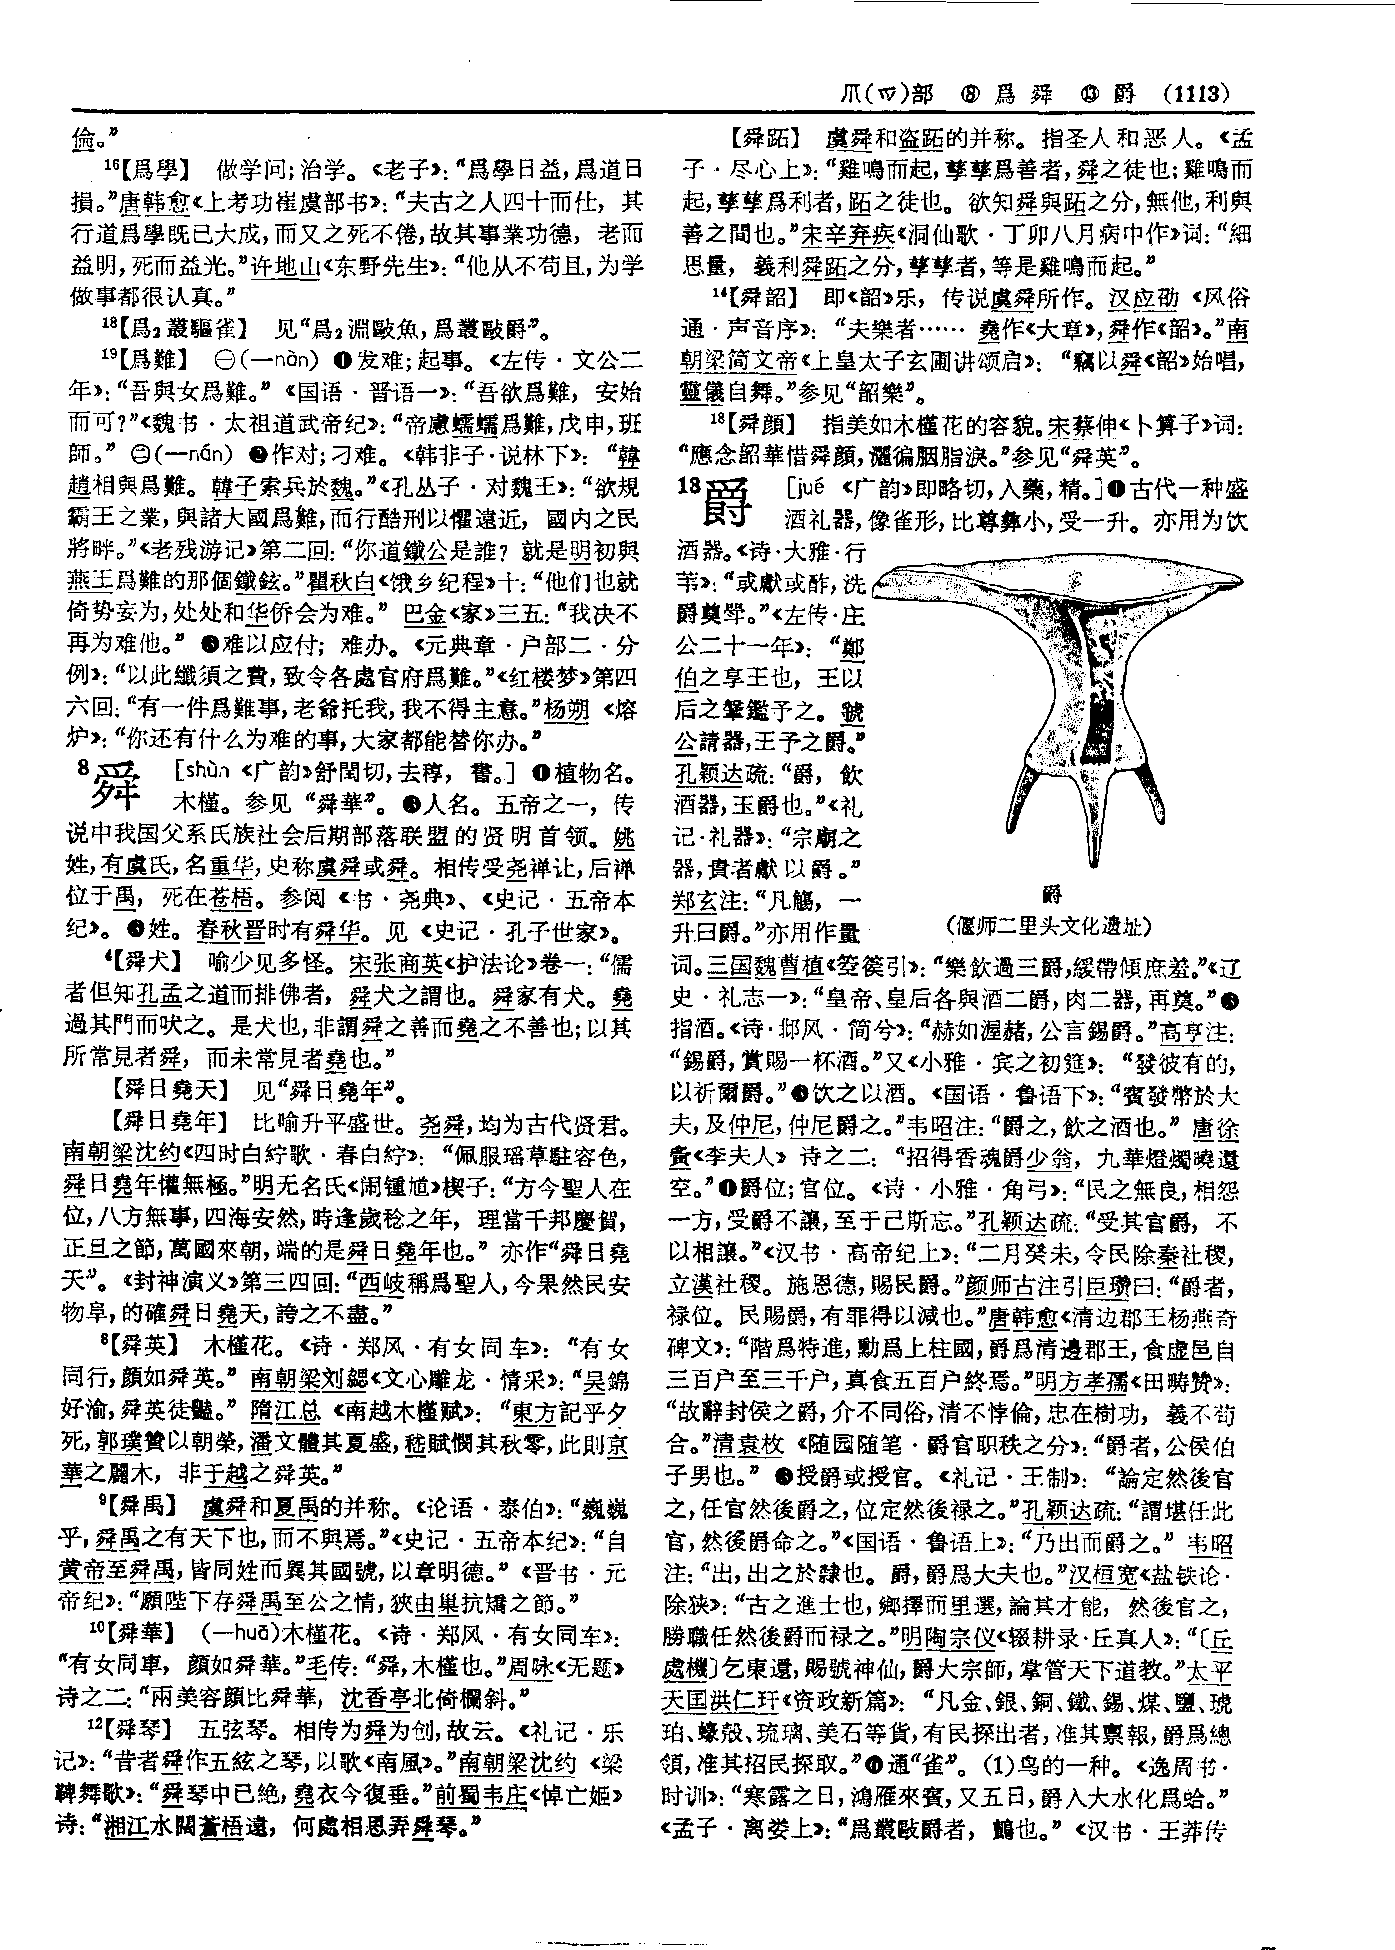 爪(爫)部 ⑧爲舜 ⑬爵 (1113)
儉。”
¹⁶【爲學】 做学问;治学。《老子》:“爲學日益,爲道日
損。”唐韩愈《上考功崔虞部书》:“夫古之人四十而仕, 其
行道爲學既已大成,而又之死不倦,故其事業功德, 老而
益明,死而益光。”许地山《东野先生》:“他从不苟且,为学
做事都很认真。”
¹⁸【爲₂叢驅雀】 见“爲₂淵敺魚,爲叢敺爵”。
¹⁹【爲難】 ㊀(—nàn) ❶发难;起事。《左传·文公二
年》:“吾與女爲難。”《国语·晋语一》:“吾欲爲難, 安始
而可?”《魏书·太祖道武帝纪》:“帝慮蠕蠕爲難,戊申,班
師。” ㊁(—nán) ❷作对;刁难。《韩非子·说林下》: “韓
趙相與爲難。韓子索兵於魏。”《孔丛子·对魏王》:“欲規
霸王之業,與諸大國爲難,而行酷刑以懼遠近, 國内之民
將畔。”《老残游记》第二回:“你道鐵公是誰? 就是明初與
燕王爲難的那個鐵鉉。”瞿秋白《饿乡纪程》十:“他们也就
倚势妄为,处处和华侨会为难。” 巴金《家》三五:“我决不
再为难他。” ❸难以应付; 难办。《元典章·户部二·分
例》:“以此纖須之費,致令各處官府爲難。”《红楼梦》第四
六回:“有一件爲難事,老爺托我,我不得主意。”杨朔 《熔
炉》:“你还有什么为难的事,大家都能替你办。”
8舜 [shùn 《广韵》舒閏切,去稕, 書。] ❶植物名。
木槿。参见 “舜華”。❷人名。五帝之一, 传
说中我国父系氏族社会后期部落联盟的贤明首领。姚
姓,有虞氏,名重华,史称虞舜或舜。相传受尧禅让,后禅
位于禹, 死在苍梧。参阅 《书·尧典》、《史记·五帝本
纪》。❸姓。春秋晋时有舜华。见 《史记·孔子世家》。
⁴【舜犬】 喻少见多怪。宋张商英《护法论》卷一:“儒
者但知孔孟之道而排佛者, 舜犬之謂也。舜家有犬。堯
過其門而吠之。是犬也,非謂舜之善而堯之不善也;以其
所常見者舜, 而未常見者堯也。”
【舜日堯天】 见“舜日堯年”。
【舜日堯年】 比喻升平盛世。尧舜,均为古代贤君。
南朝梁沈约《四时白紵歌·春白紵》: “佩服瑶草駐容色,
舜日堯年懽無極。”明无名氏《闹锺馗》楔子:“方今聖人在
位,八方無事,四海安然,時逢歲稔之年, 理當千邦慶賀,
正旦之節,萬國來朝,端的是舜日堯年也。” 亦作“舜日堯
天”。《封神演义》第三四回:“西岐稱爲聖人,今果然民安
物阜,的確舜日堯天,誇之不盡。”
⁸【舜英】 木槿花。《诗·郑风·有女同车》: “有女
同行,顔如舜英。” 南朝梁刘勰《文心雕龙·情采》:“吴錦
好渝,舜英徒豔。” 隋江总 《南越木槿赋》: “東方記乎夕
死,郭璞贊以朝榮,潘文體其夏盛,嵇賦憫其秋零,此則京
華之麗木, 非于越之舜英。”
⁹【舜禹】 虞舜和夏禹的并称。《论语·泰伯》:“巍巍
乎,舜禹之有天下也,而不與焉。”《史记·五帝本纪》:“自
黄帝至舜禹,皆同姓而異其國號,以章明德。” 《晋书·元
帝纪》:“願陛下存舜禹至公之情,狹由巢抗矯之節。”
¹⁰【舜華】 (—huā)木槿花。《诗·郑风·有女同车》:
“有女同車, 顔如舜華。”毛传:“舜,木槿也。”周咏《无题》
诗之二:“兩美容顔比舜華, 沈香亭北倚欄斜。”
¹²【舜琴】 五弦琴。相传为舜为创,故云。《礼记·乐
记》:“昔者舜作五絃之琴,以歌《南風》。”南朝梁沈约 《梁
鞞舞歌》:“舜琴中已絶,堯衣今復垂。”前蜀韦庄《悼亡姬》
诗:“湘江水闊蒼梧遠, 何處相思弄舜琴。”
【舜跖】 虞舜和盗跖的并称。指圣人和恶人。《孟
子·尽心上》:“雞鳴而起,孳孳爲善者,舜之徒也;雞鳴而
起,孳孳爲利者,跖之徒也。欲知舜與跖之分,無他,利與
善之間也。”宋辛弃疾《洞仙歌·丁卯八月病中作》词:“細
思量, 義利舜跖之分,孳孳者,等是雞鳴而起。”
¹⁴【舜韶】 即《韶》乐, 传说虞舜所作。汉应劭 《风俗
通·声音序》: “夫樂者…… 堯作《大章》,舜作《韶》。”南
朝梁简文帝《上皇太子玄圃讲颂启》: “竊以舜《韶》始唱,
靈儀自舞。”参见“韶樂”。
¹⁸【舜顔】 指美如木槿花的容貌。宋蔡伸《卜算子》词:
“應念韶華惜舜顔,灑徧胭脂淚。”参见“舜英”。
13爵 [jué 《广韵》即略切,入藥,精。]❶古代一种盛
酒礼器,像雀形,比尊彝小,受一升。亦用为饮
酒器。《诗·大雅·行
苇》:“或獻或酢,洗
爵奠斝。”《左传·庄
公二十一年》: “鄭
伯之享王也, 王以
后之鞶鑑予之。虢
公請器,王予之爵。”
孔颖达疏:“爵, 飲
酒器,玉爵也。”《礼
记·礼器》:“宗廟之
器,貴者獻以爵。”
郑玄注:“凡觴, 一
升曰爵。”亦用作量
爵
(偃师二里头文化遗址)
词。三国魏曹植《箜篌引》:“樂飲過三爵,緩帶傾庶羞。”《辽
史·礼志一》:“皇帝、皇后各與酒二爵,肉二器,再奠。”❷
指酒。《诗·邶风·简兮》:“赫如渥赭,公言錫爵。”高亨注:
“錫爵,賞賜一杯酒。”又《小雅·宾之初筵》: “發彼有的,
以祈爾爵。”❸饮之以酒。《国语·鲁语下》:“賓發幣於大
夫,及仲尼,仲尼爵之。”韦昭注:“爵之,飲之酒也。” 唐徐
夤《李夫人》 诗之二: “招得香魂爵少翁, 九華燈燭曉還
空。”❹爵位;官位。《诗·小雅·角弓》:“民之無良,相怨
一方,受爵不讓,至于己斯忘。”孔颖达疏:“受其官爵, 不
以相讓。”《汉书·高帝纪上》:“二月癸未,令民除秦社稷,
立漢社稷。施恩德,賜民爵。”颜师古注引臣瓒曰:“爵者,
禄位。民賜爵,有罪得以減也。”唐韩愈《清边郡王杨燕奇
碑文》:“階爲特進,勳爲上柱國,爵爲清邊郡王,食虚邑自
三百户至三千户,真食五百户終焉。”明方孝孺《田畴赞》:
“故辭封侯之爵,介不同俗,清不悖倫,忠在樹功, 義不苟
合。”清袁枚 《随园随笔·爵官职秩之分》:“爵者,公侯伯
子男也。” ❺授爵或授官。《礼记·王制》: “論定然後官
之,任官然後爵之,位定然後禄之。”孔颖达疏:“謂堪任此
官,然後爵命之。”《国语·鲁语上》:“乃出而爵之。” 韦昭
注:“出,出之於隸也。爵,爵爲大夫也。”汉桓宽《盐铁论·
除狭》:“古之進士也,鄉擇而里選,論其才能, 然後官之,
勝職任然後爵而禄之。”明陶宗仪《辍耕录·丘真人》:“〔丘
處機〕乞東還,賜號神仙,爵大宗師,掌管天下道教。”太平
天国洪仁玕《资政新篇》: “凡金、銀、銅、鐵、錫、煤、鹽、琥
珀、蠔殼、琉璃、美石等貨,有民探出者,准其禀報,爵爲總
領,准其招民探取。”❻通“雀”。(1)鸟的一种。《逸周书·
时训》:“寒露之日,鴻雁來賓,又五日,爵入大水化爲蛤。”
《孟子·离娄上》:“爲叢敺爵者, 鸇也。”《汉书·王莽传